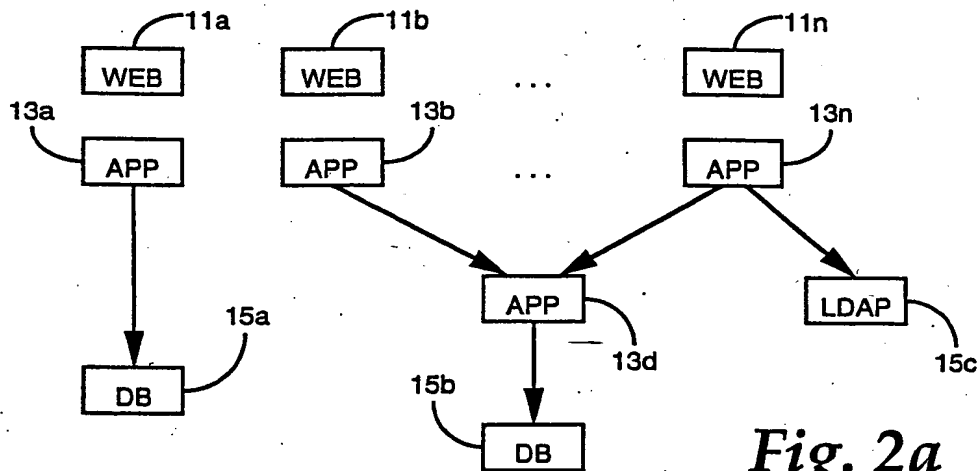 11a 11b 11n
WEB WEB ... WEB
13a 13b 13n
APP APP ... APP
APP LDAP
15a 13d 15c
DB 15b
DB
Fig. 2a